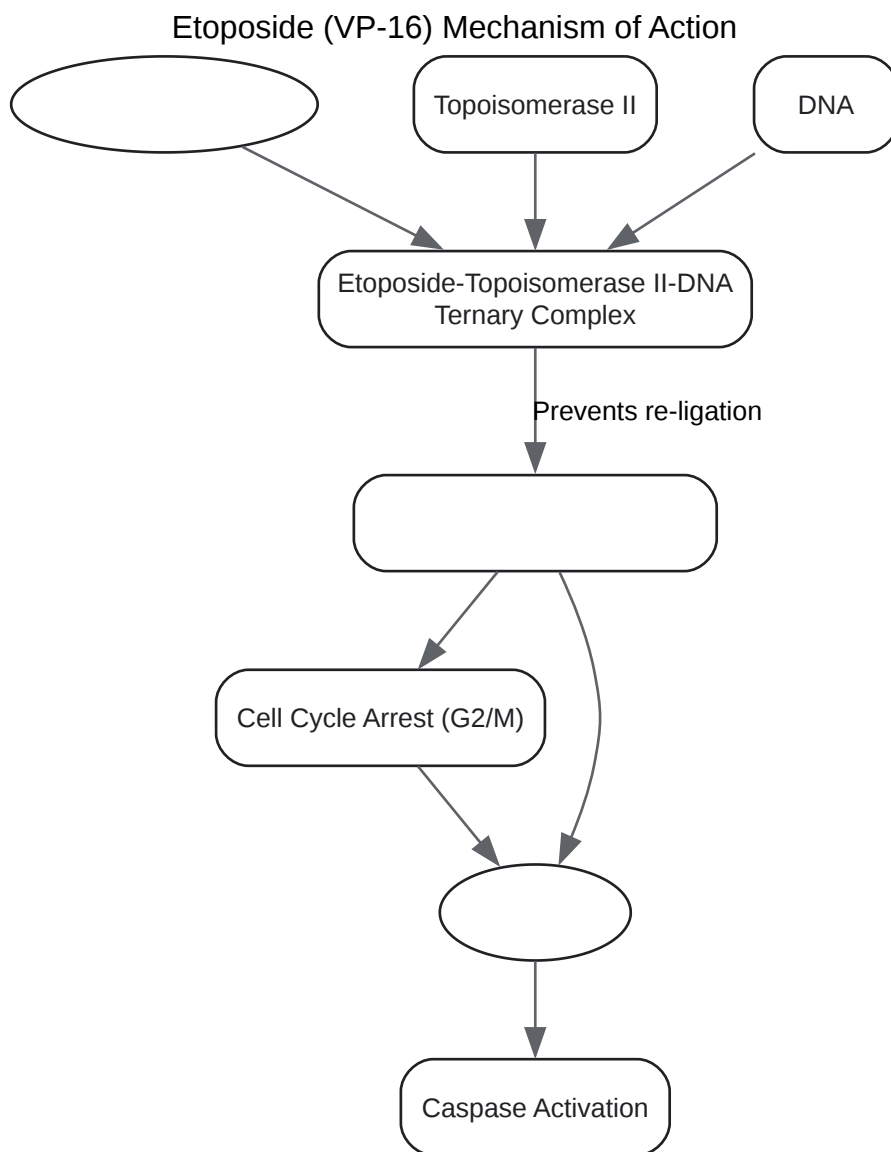 Etoposide (VP-16) Mechanism of Action
Topoisomerase II
DNA
Etoposide-Topoisomerase II-DNA
Ternary Complex
Prevents re-ligation
Cell Cycle Arrest (G2/M)
Caspase Activation